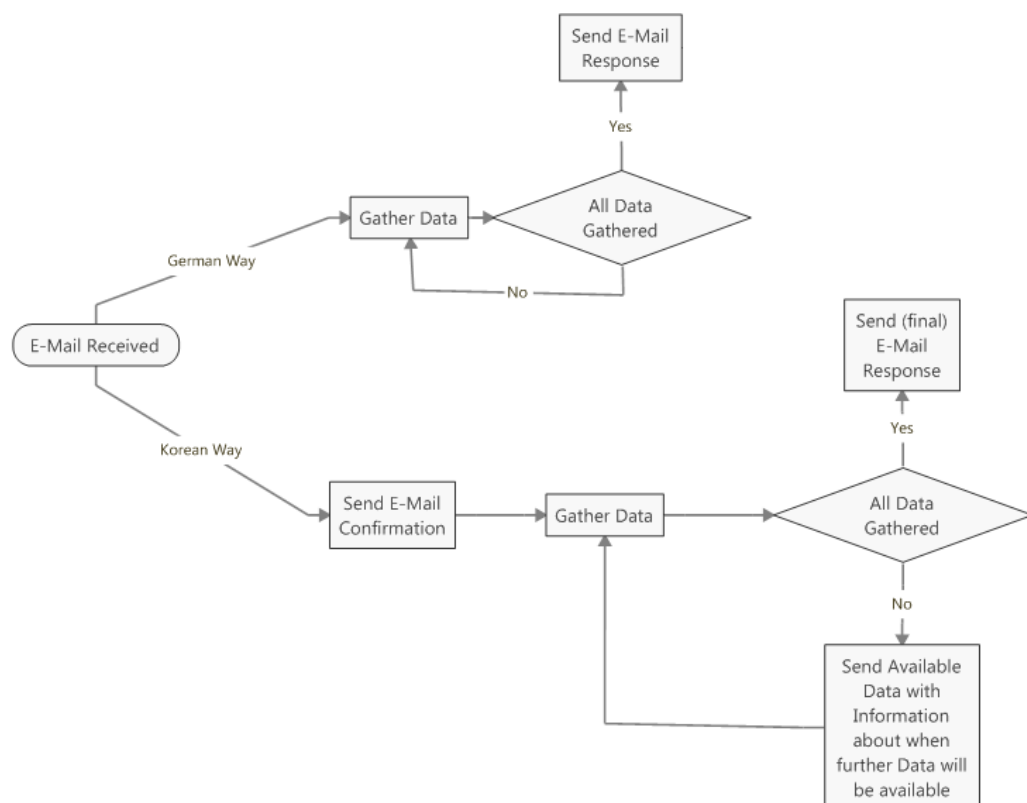 Send E-Mail
Response
Yes
Gather Data
All Data
Gathered
German Way
No
E-Mail Received
Send (final)
E-Mail
Response
Yes
Korean Way
Send E-Mail
Confirmation
Gather Data
All Data
Gathered
No
Send Available
Data with
Information
about when
further Data will
be available